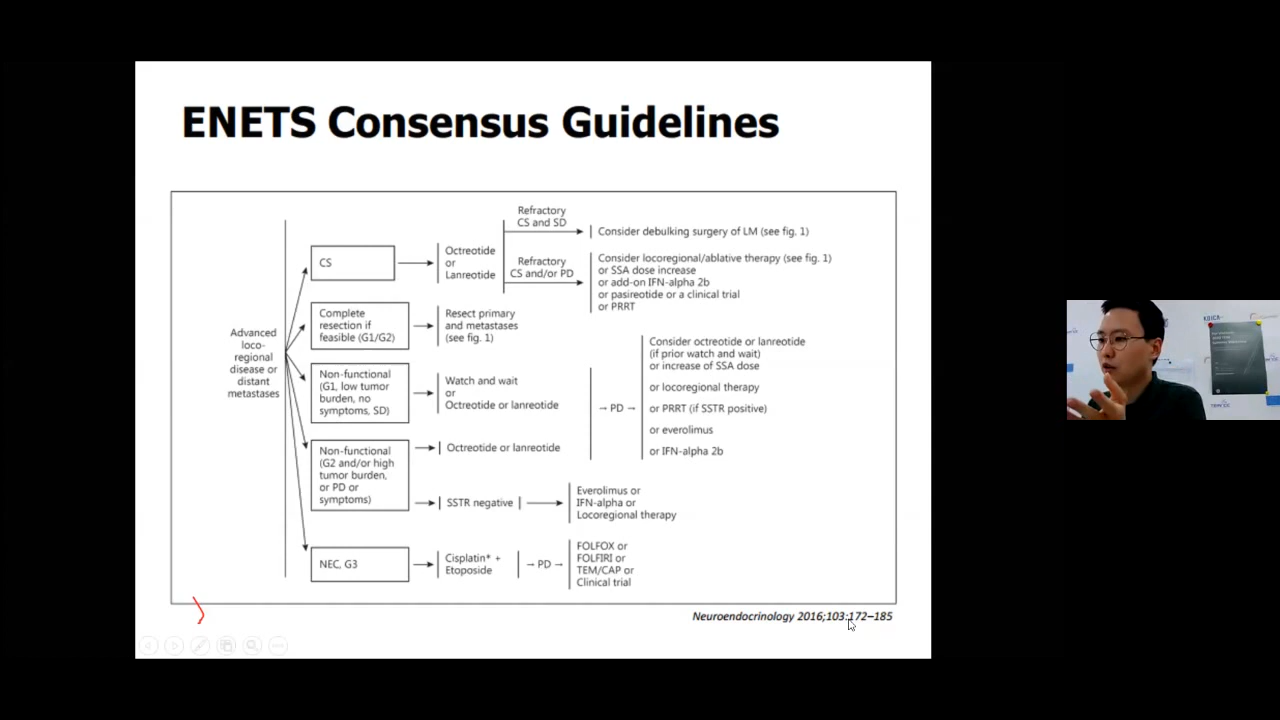 ENETS Consensus Guidelines
Advanced
loco-
regional
disease or
distant
metastases
CS
Octreotide
or
Lanreotide
Refractory
CS and SD
Consider debulking surgery of LM (see fig. 1)
Refractory
CS and/or PD
Consider locoregional/ablative therapy (see fig. 1)
or SSA dose increase
or add-on IFN-alpha 2b
or pasireotide or a clinical trial
or PRRT
Complete
resection if
feasible (G1/G2)
Resect primary
and metastases
(see fig. 1)
Non-functional
(G1, low tumor
burden, no
symptoms, SD)
Watch and wait
or
Octreotide or lanreotide
Non-functional
(G2 and/or high
tumor burden,
or PD or
symptoms)
Octreotide or lanreotide
PD
Consider octreotide or lanreotide
(if prior watch and wait)
or increase of SSA dose
or locoregional therapy
or PRRT (if SSTR positive)
or everolimus
or IFN-alpha 2b
SSTR negative
Everolimus or
IFN-alpha or
Locoregional therapy
NEC, G3
Cisplatin* +
Etoposide
PD
FOLFOX or
FOLFIRI or
TEM/CAP or
Clinical trial
Neuroendocrinology 2016;103:172–185